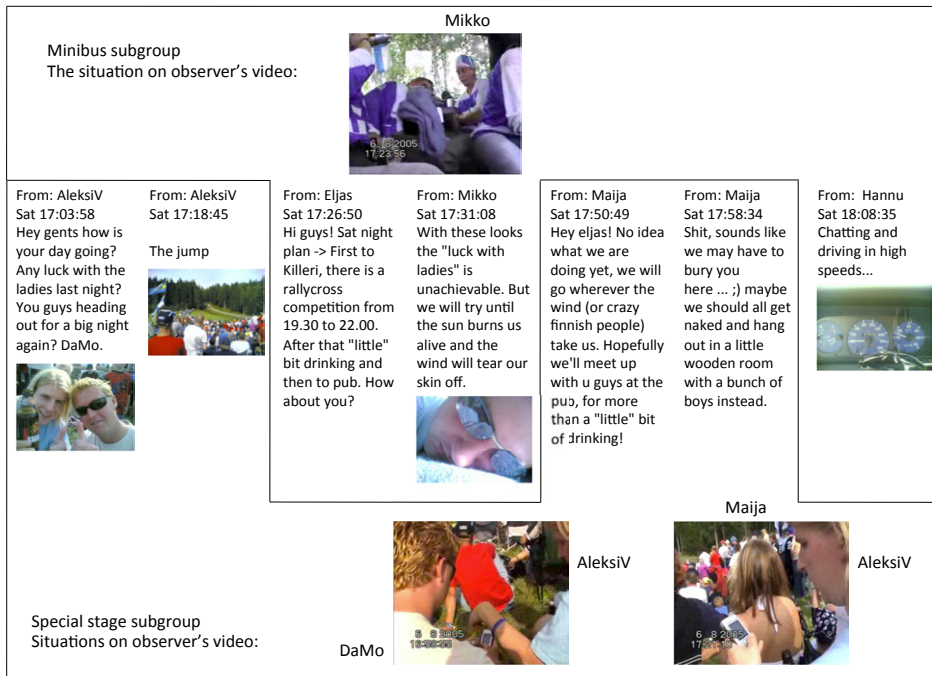 Mikko
Minibus subgroup
The situation on observer's video:
6 8 2005
17:23:56
From: AleksiV
Sat 17:03:58
Hey gents how is
your day going?
Any luck with the
ladies last night?
You guys heading
out for a big night
again? DaMo.
From: AleksiV
Sat 17:18:45
The jump
From: Eljas
Sat 17:26:50
Hi guys! Sat night
plan -> First to
Killeri, there is a
rallycross
competition from
19.30 to 22.00.
After that "little"
bit drinking and
then to pub. How
about you?
From: Mikko
Sat 17:31:08
With these looks
the "luck with
ladies" is
unachievable. But
we will try until
the sun burns us
alive and the
wind will tear our
skin off.
From: Maija
Sat 17:50:49
Hey eljas! No idea
what we are
doing yet, we will
go wherever the
wind (or crazy
finnish people)
take us. Hopefully
we'll meet up
with u guys at the
pub, for more
than a "little" bit
of drinking!
From: Maija
Sat 17:58:34
Shit, sounds like
we may have to
bury you
here ... ;) maybe
we should all get
naked and hang
out in a little
wooden room
with a bunch of
boys instead.
From: Hannu
Sat 18:08:35
Chatting and
driving in high
speeds...
Maija
AleksiV
AleksiV
Special stage subgroup
Situations on observer's video:
DaMo
6 8 2005
6 8 2005